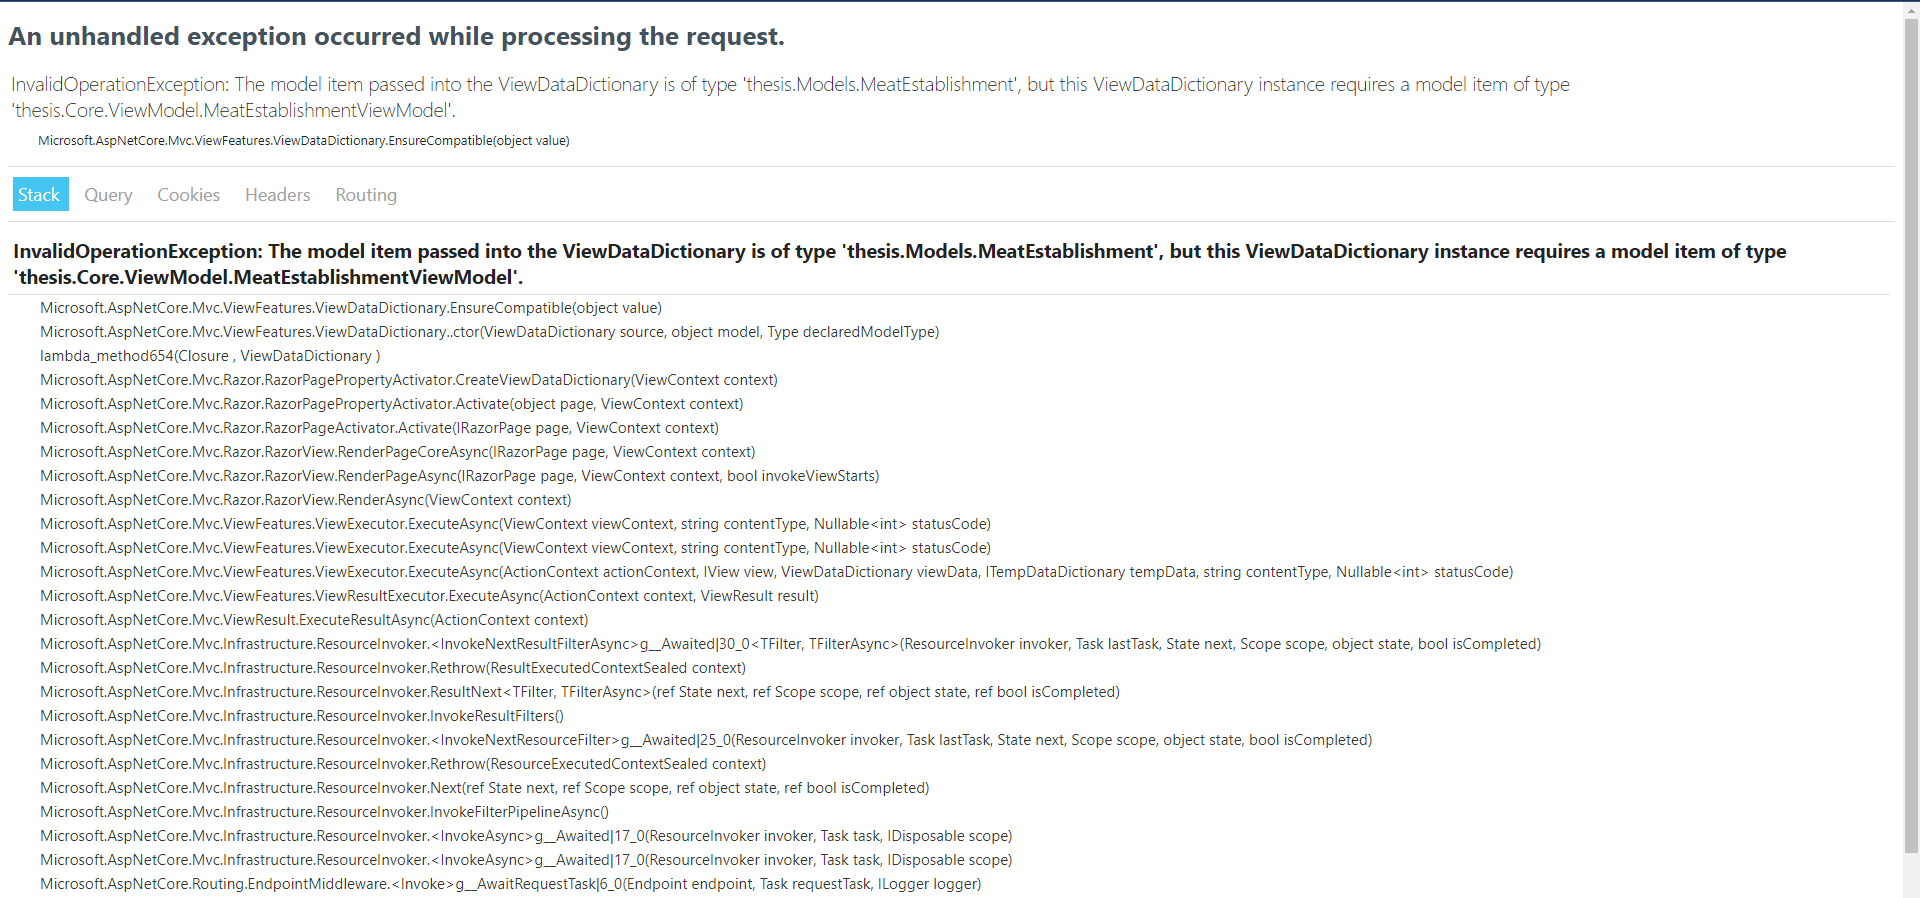 An unhandled exception occurred while processing the request.
InvalidOperationException: The model item passed into the ViewDataDictionary is of type 'thesis.Models.MeatEstablishment', but this ViewDataDictionary instance requires a model item of type
'thesis.Core.ViewModel.MeatEstablishmentViewModel'.
Microsoft.AspNetCore.Mvc.ViewFeatures.ViewDataDictionary.EnsureCompatible(object value)
Stack Query Cookies Headers Routing
InvalidOperationException: The model item passed into the ViewDataDictionary is of type 'thesis.Models.MeatEstablishment', but this ViewDataDictionary instance requires a model item of type
'thesis.Core.ViewModel.MeatEstablishmentViewModel'.
Microsoft.AspNetCore.Mvc.ViewFeatures.ViewDataDictionary.EnsureCompatible(object value)
Microsoft.AspNetCore.Mvc.ViewFeatures.ViewDataDictionary..ctor(ViewDataDictionary source, object model, Type declaredModelType)
lambda_method654(Closure , ViewDataDictionary )
Microsoft.AspNetCore.Mvc.Razor.RazorPagePropertyActivator.CreateViewDataDictionary(ViewContext context)
Microsoft.AspNetCore.Mvc.Razor.RazorPagePropertyActivator.Activate(object page, ViewContext context)
Microsoft.AspNetCore.Mvc.Razor.RazorPageActivator.Activate(IRazorPage page, ViewContext context)
Microsoft.AspNetCore.Mvc.Razor.RazorView.RenderPageCoreAsync(IRazorPage page, ViewContext context)
Microsoft.AspNetCore.Mvc.Razor.RazorView.RenderPageAsync(IRazorPage page, ViewContext context, bool invokeViewStarts)
Microsoft.AspNetCore.Mvc.Razor.RazorView.RenderAsync(ViewContext context)
Microsoft.AspNetCore.Mvc.ViewFeatures.ViewExecutor.ExecuteAsync(ViewContext viewContext, string contentType, Nullable<int> statusCode)
Microsoft.AspNetCore.Mvc.ViewFeatures.ViewExecutor.ExecuteAsync(ViewContext viewContext, string contentType, Nullable<int> statusCode)
Microsoft.AspNetCore.Mvc.ViewFeatures.ViewExecutor.ExecuteAsync(ActionContext actionContext, IView view, ViewDataDictionary viewData, ITempDataDictionary tempData, string contentType, Nullable<int> statusCode)
Microsoft.AspNetCore.Mvc.ViewFeatures.ViewResultExecutor.ExecuteAsync(ActionContext context, ViewResult result)
Microsoft.AspNetCore.Mvc.ViewResult.ExecuteResultAsync(ActionContext context)
Microsoft.AspNetCore.Mvc.Infrastructure.ResourceInvoker.<InvokeNextResultFilterAsync>g__Awaited|30_0<TFilter, TFilterAsync>(ResourceInvoker invoker, Task lastTask, State next, Scope scope, object state, bool isCompleted)
Microsoft.AspNetCore.Mvc.Infrastructure.ResourceInvoker.Rethrow(ResultExecutedContextSealed context)
Microsoft.AspNetCore.Mvc.Infrastructure.ResourceInvoker.ResultNext<TFilter, TFilterAsync>(ref State next, ref Scope scope, ref object state, ref bool isCompleted)
Microsoft.AspNetCore.Mvc.Infrastructure.ResourceInvoker.InvokeResultFilters()
Microsoft.AspNetCore.Mvc.Infrastructure.ResourceInvoker.<InvokeNextResourceFilter>g__Awaited|25_0(ResourceInvoker invoker, Task lastTask, State next, Scope scope, object state, bool isCompleted)
Microsoft.AspNetCore.Mvc.Infrastructure.ResourceInvoker.Rethrow(ResourceExecutedContextSealed context)
Microsoft.AspNetCore.Mvc.Infrastructure.ResourceInvoker.Next(ref State next, ref Scope scope, ref object state, ref bool isCompleted)
Microsoft.AspNetCore.Mvc.Infrastructure.ResourceInvoker.InvokeFilterPipelineAsync()
Microsoft.AspNetCore.Mvc.Infrastructure.ResourceInvoker.<InvokeAsync>g__Awaited|17_0(ResourceInvoker invoker, Task task, IDisposable scope)
Microsoft.AspNetCore.Mvc.Infrastructure.ResourceInvoker.<InvokeAsync>g__Awaited|17_0(ResourceInvoker invoker, Task task, IDisposable scope)
Microsoft.AspNetCore.Routing.EndpointMiddleware.<Invoke>g__AwaitRequestTask|6_0(Endpoint endpoint, Task requestTask, ILogger logger)